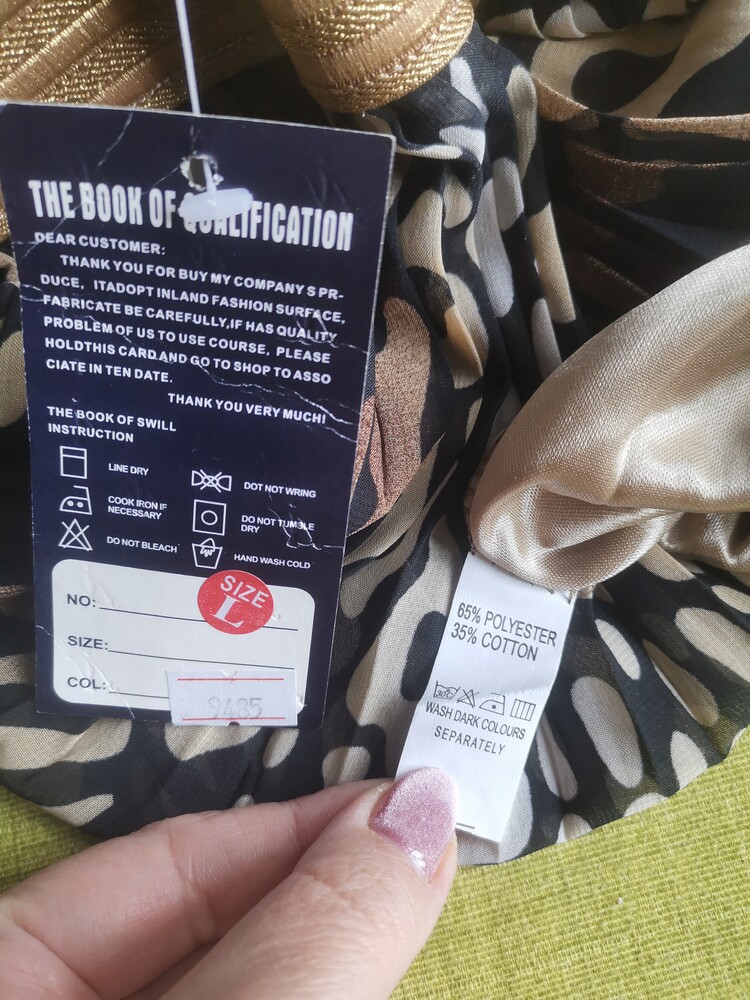 THE BOOK OF QUALIFICATION
DEAR CUSTOMER:
THANK YOU FOR BUY MY COMPANY S PR-
DUCE, ITADOPT INLAND FASHION SURFACE,
FABRICATE BE CAREFULLY,IF HAS QUALITY
PROBLEM OF US TO USE COURSE, PLEASE
HOLDTHIS CARD AND GO TO SHOP TO ASSO
CIATE IN TEN DATE.
THANK YOU VERY MUCH!
THE BOOK OF SWILL
INSTRUCTION
LINE DRY
DOT NOT WRING
COOK IRON IF
NECESSARY
DO NOT TUMBLE
DRY
DO NOT BLEACH
HAND WASH COLD
NO:
SIZE
L
SIZE:
COL:
9485
65% POLYESTER
35% COTTON
30°C
WASH DARK COLOURS
SEPARATELY